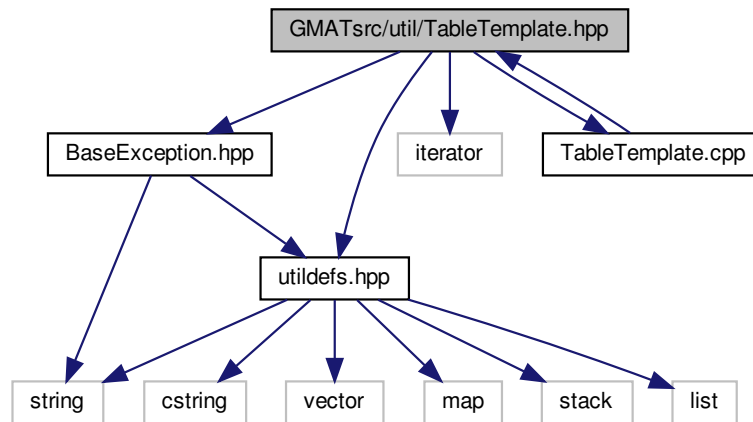 GMATsrc/util/TableTemplate.hpp
BaseException.hpp
iterator
TableTemplate.cpp
utildefs.hpp
string
cstring
vector
map
stack
list